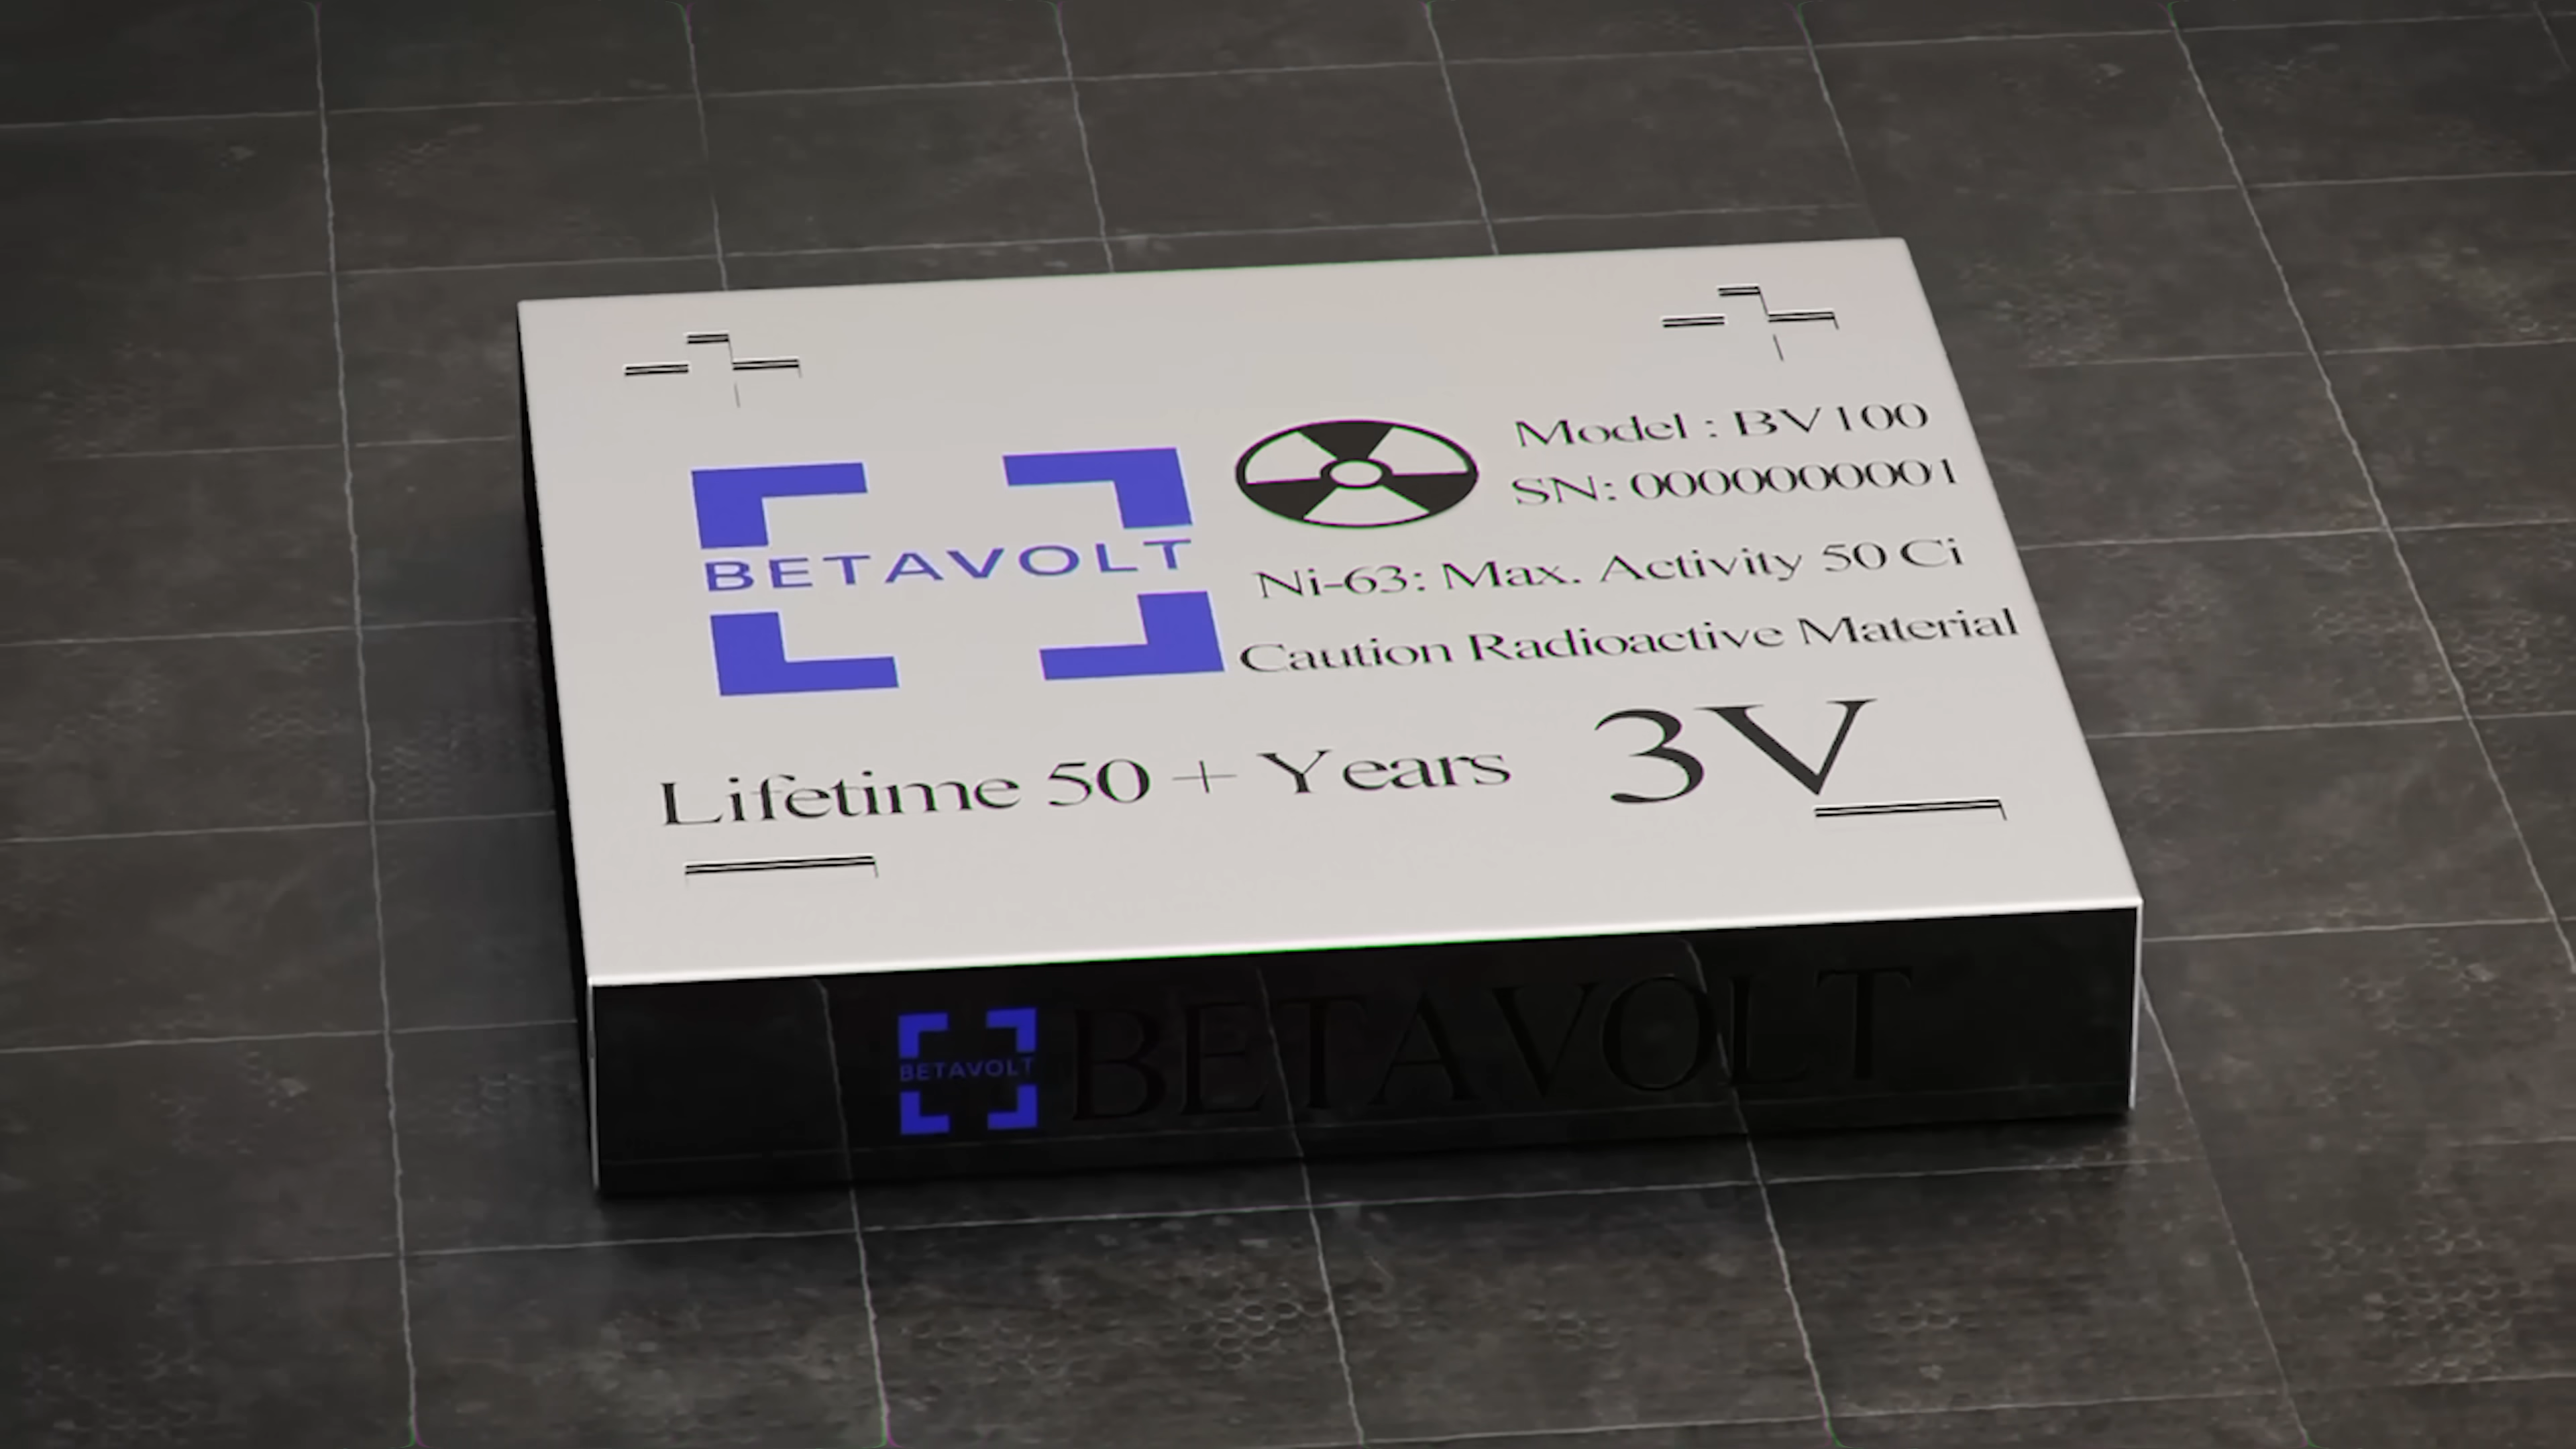 Model : BV100
SN: 0000000001
BETAVOLT
Ni-63: Max. Activity 50 Ci
Caution Radioactive Material
Lifetime 50 + Years
3V
BETAVOLT
BETAVOLT